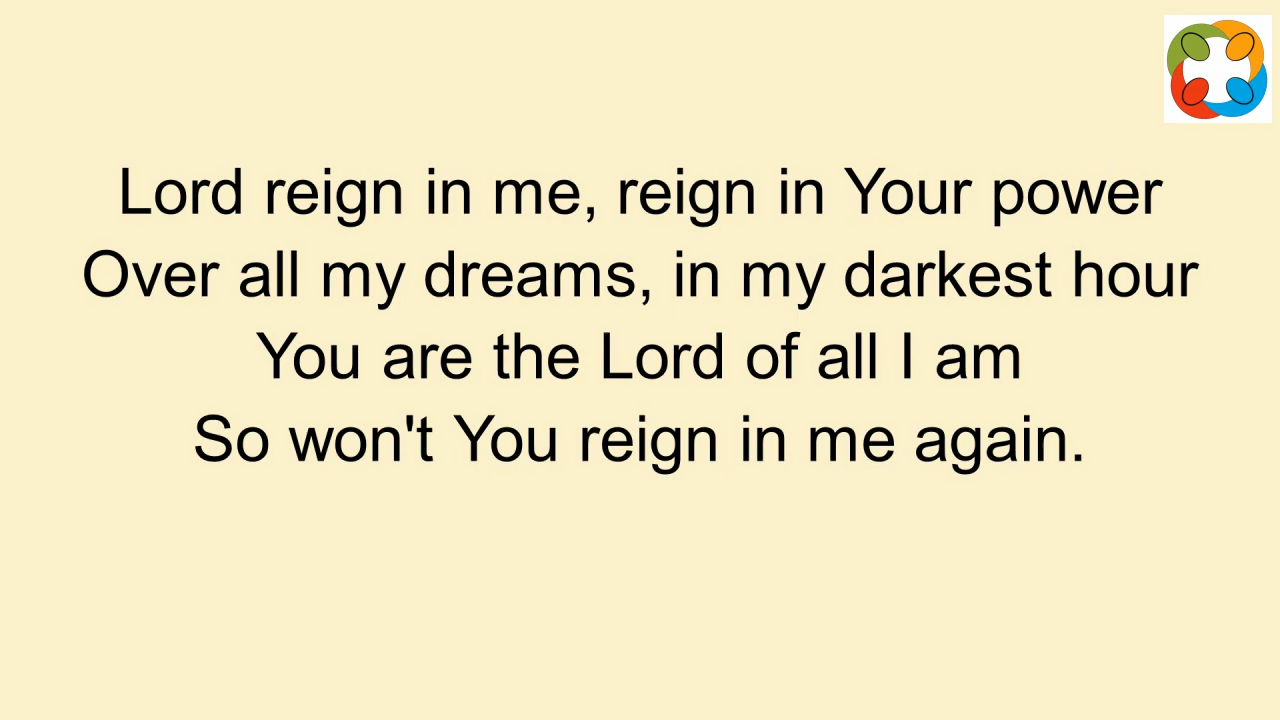 Lord reign in me, reign in Your power
Over all my dreams, in my darkest hour
You are the Lord of all I am
So won't You reign in me again.